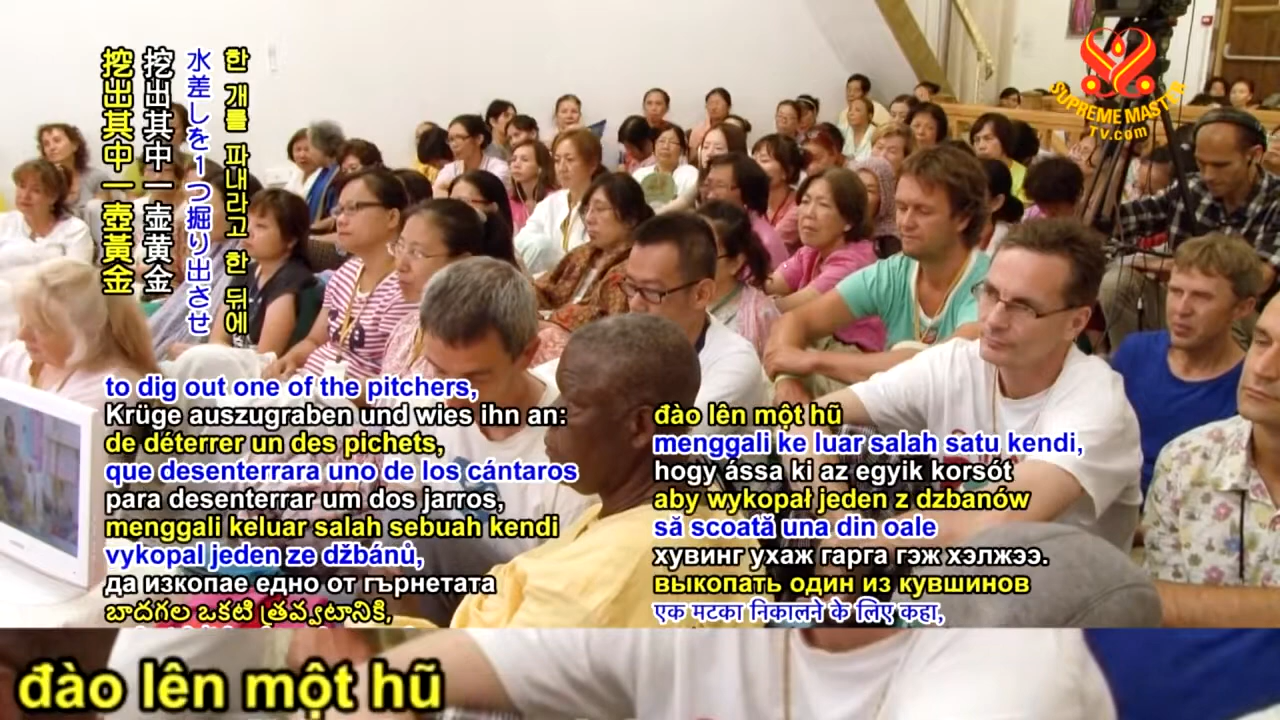 挖出其中一壺黃金
挖出其中一壶黄金
水差しを1つ掘り出させ
한 개를 파내라고 한 뒤에
SUPREME MASTER
TV.com
to dig out one of the pitchers,
Krüge auszugraben und wies ihn an:
de déterrer un des pichets,
que desenterrara uno de los cántaros
para desenterrar um dos jarros,
menggali keluar salah sebuah kendi
vykopal jeden ze džbánů,
да изкопае едно от гърнетата
బాదగల ఒకటి త్రవ్వటానికి,
đào lên một hũ
menggali ke luar salah satu kendi,
hogy ássa ki az egyik korsót
aby wykopał jeden z dzbanów
să scoată una din oale
хувинг ухаж гарга гэж хэлжээ.
выкопать один из кувшинов
एक मटका निकालने के लिए कहा,
đào lên một hũ